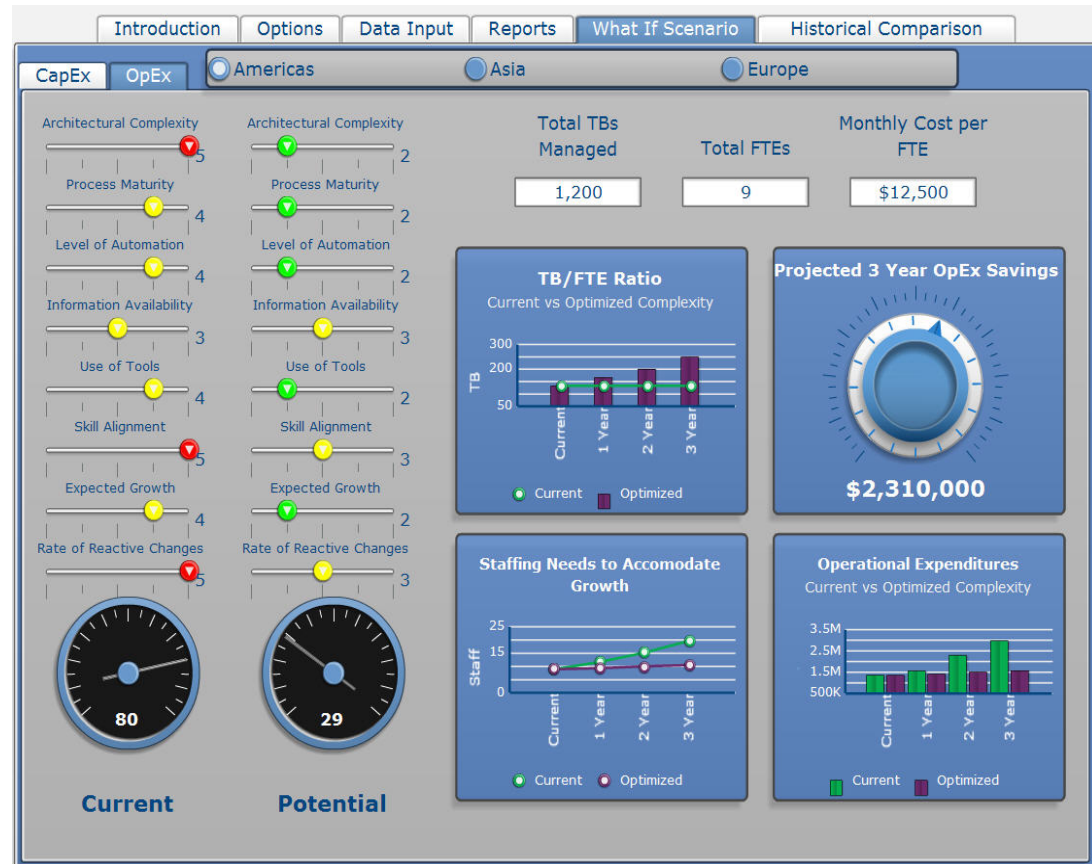 Introduction
Options
Data Input
Reports
What If Scenario
Historical Comparison
CapEx
OpEx
Americas
Asia
Europe
Architectural Complexity
5
Process Maturity
4
Level of Automation
4
Information Availability
3
Use of Tools
4
Skill Alignment
5
Expected Growth
4
Rate of Reactive Changes
5
80
Current
Architectural Complexity
2
Process Maturity
2
Level of Automation
2
Information Availability
3
Use of Tools
2
Skill Alignment
3
Expected Growth
2
Rate of Reactive Changes
3
29
Potential
Total TBs
Managed
1,200
Total FTEs
9
Monthly Cost per
FTE
$12,500
TB/FTE Ratio
Current vs Optimized Complexity
300
200
50
TB
Current
1 Year
2 Year
3 Year
Current
Optimized
Projected 3 Year OpEx Savings
$2,310,000
Staffing Needs to Accomodate
Growth
25
15
0
Staff
Current
1 Year
2 Year
3 Year
Current
Optimized
Operational Expenditures
Current vs Optimized Complexity
3.5M
2.5M
1.5M
500K
Current
1 Year
2 Year
3 Year
Current
Optimized